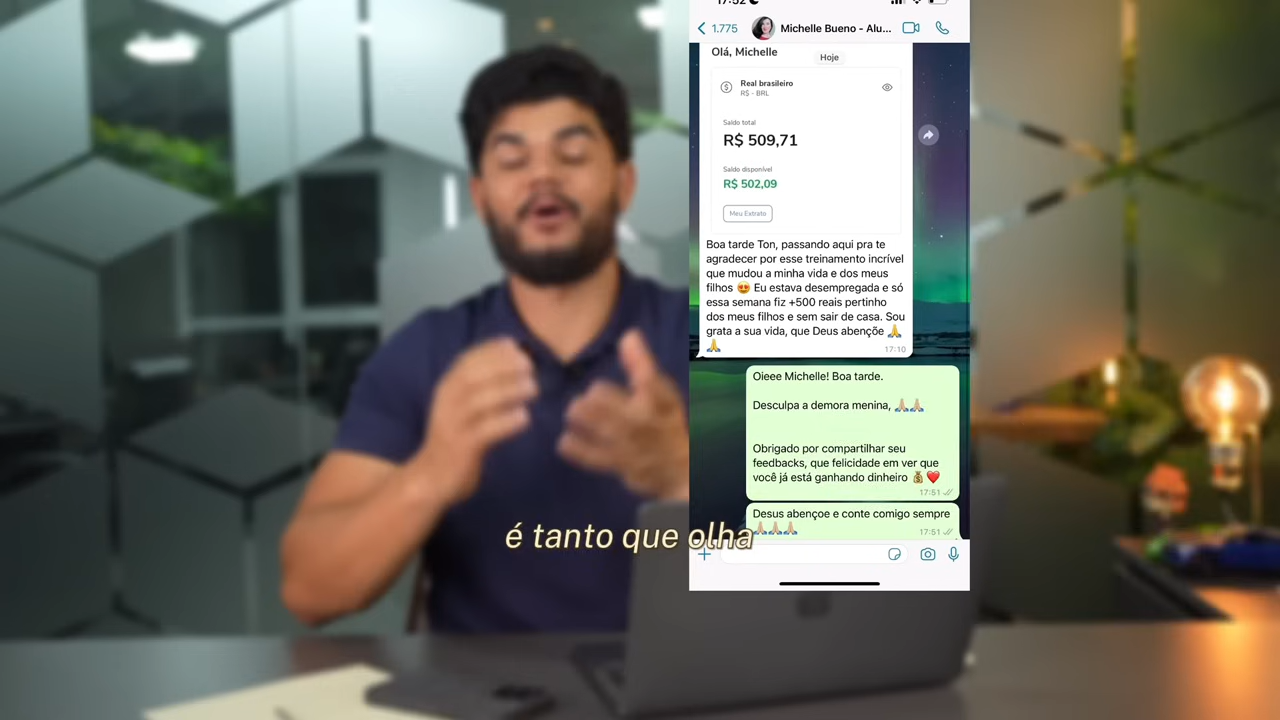 17:52
1.775
Michelle Bueno - Alu...
Olá, Michelle
Hoje
Real brasileiro
R$ - BRL
Saldo total
R$ 509,71
Saldo disponível
R$ 502,09
Meu Extrato
Boa tarde Ton, passando aqui pra te
agradecer por esse treinamento incrível
que mudou a minha vida e dos meus
filhos 😍 Eu estava desempregada e só
essa semana fiz +500 reais pertinho
dos meus filhos e sem sair de casa. Sou
grata a sua vida, que Deus abençõe 🙏
🙏
17:10
Oieee Michelle! Boa tarde.
Desculpa a demora menina, 🙏🏼🙏🏼
Obrigado por compartilhar seu
feedbacks, que felicidade em ver que
você já está ganhando dinheiro 💰❤️
17:51
Desus abençoe e conte comigo sempre
🙏🏼🙏🏼🙏🏼
17:51
é tanto que olha